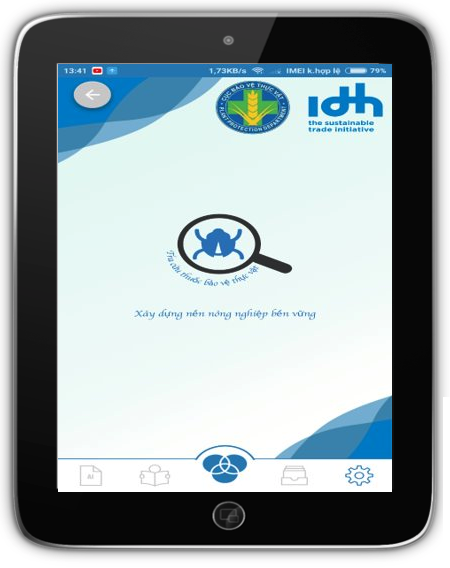 13:41 1,73KB/s IMEI k.hợp lệ 79%
CỤC BẢO VỆ THỰC VẬT
PLANT PROTECTION DEPARTMENT
idh
the sustainable
trade initiative
Tra cứu thuốc bảo vệ thực vật
Xây dựng nền nông nghiệp bền vững
AI